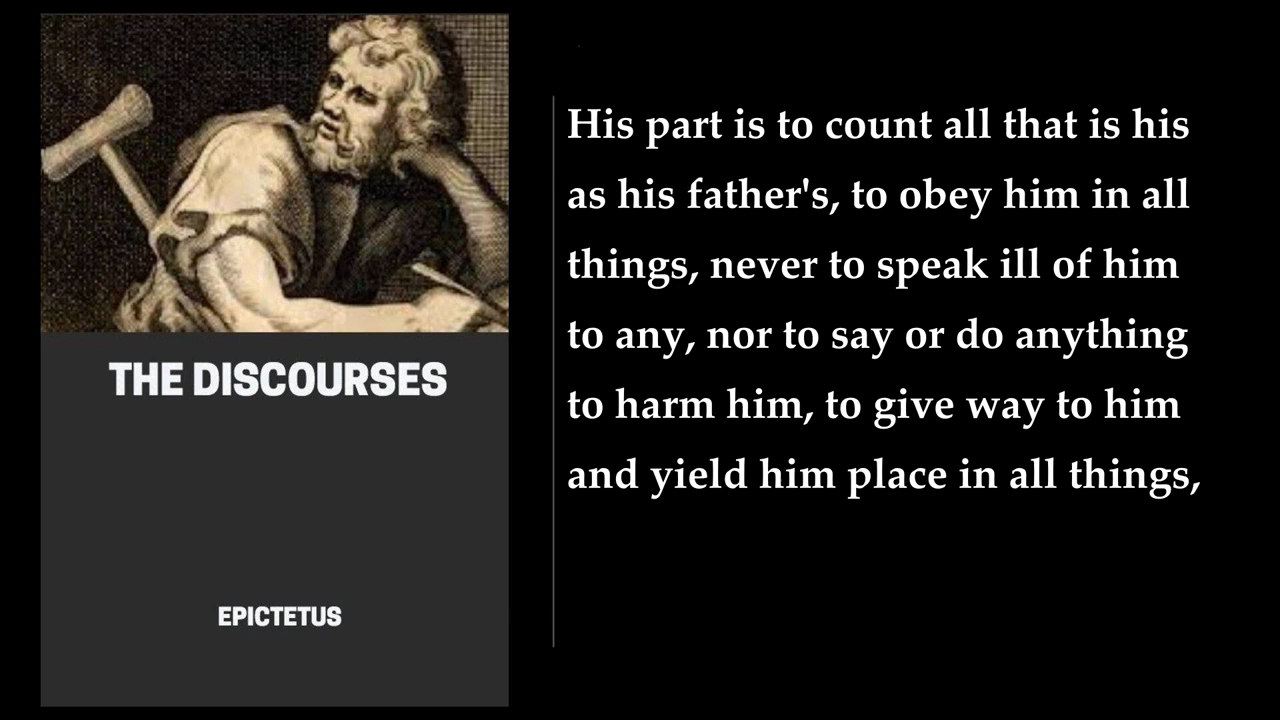 THE DISCOURSES
EPICTETUS
His part is to count all that is his
as his father's, to obey him in all
things, never to speak ill of him
to any, nor to say or do anything
to harm him, to give way to him
and yield him place in all things,